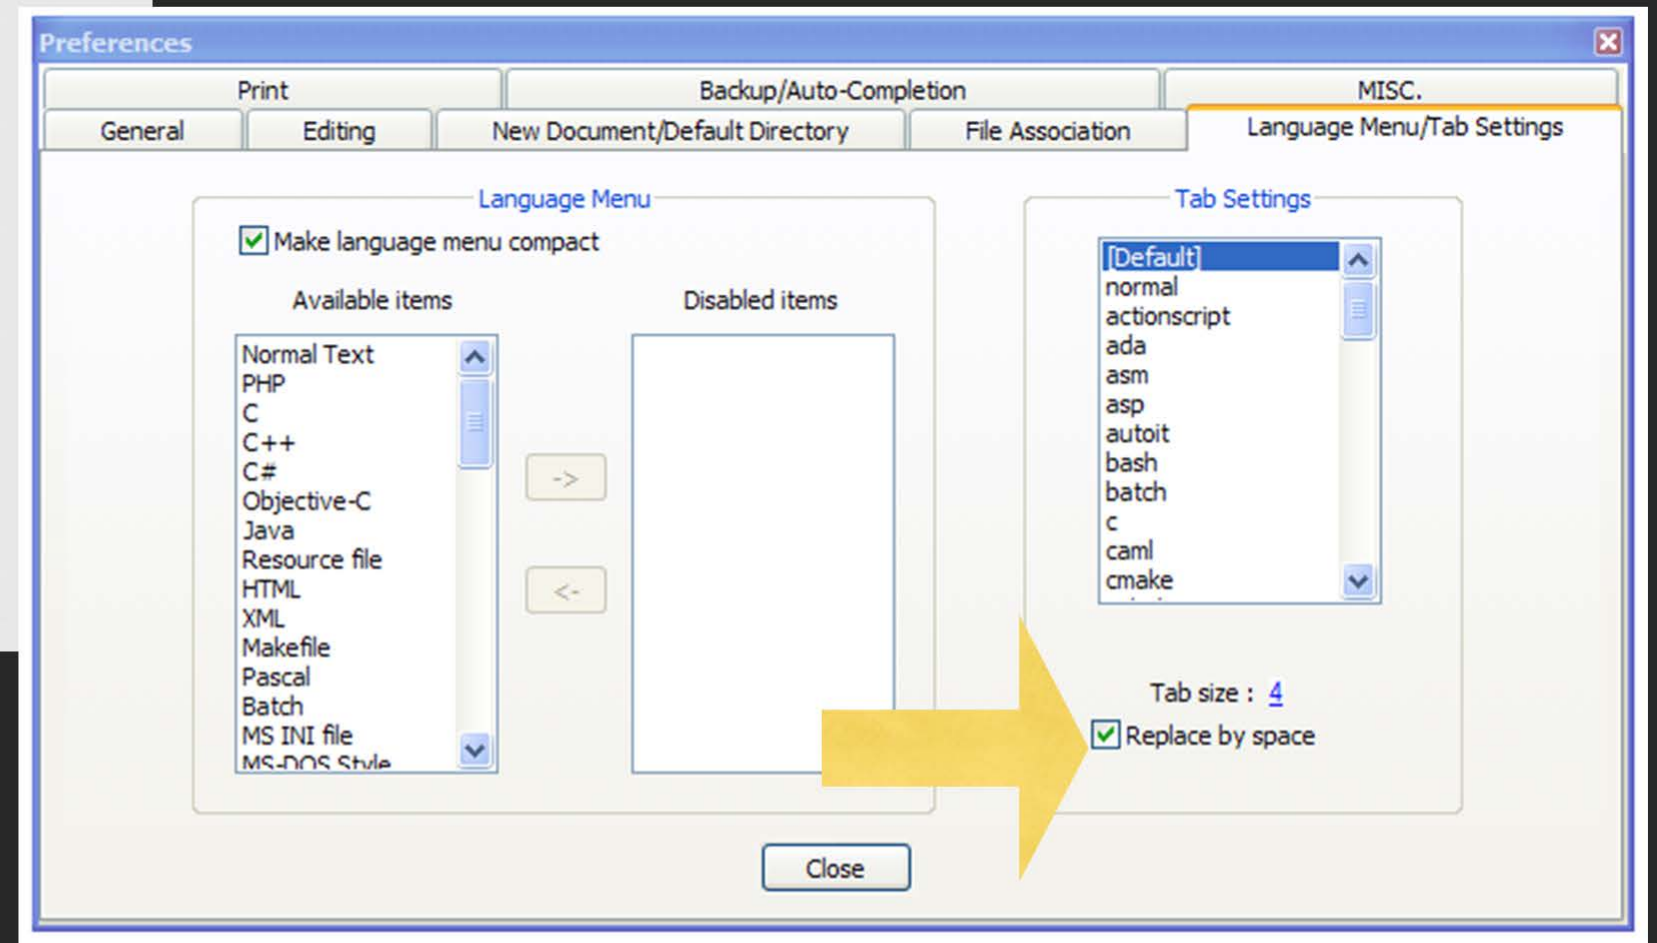 Preferences
Print
Backup/Auto-Completion
MISC.
General
Editing
New Document/Default Directory
File Association
Language Menu/Tab Settings
Language Menu
Make language menu compact
Available items
Disabled items
Normal Text
PHP
C
C++
C#
Objective-C
Java
Resource file
HTML
XML
Makefile
Pascal
Batch
MS INI file
MS-DOS Style
->
<-
Tab Settings
[Default]
normal
actionscript
ada
asm
asp
autoit
bash
batch
c
caml
cmake
Tab size : 4
Replace by space
Close